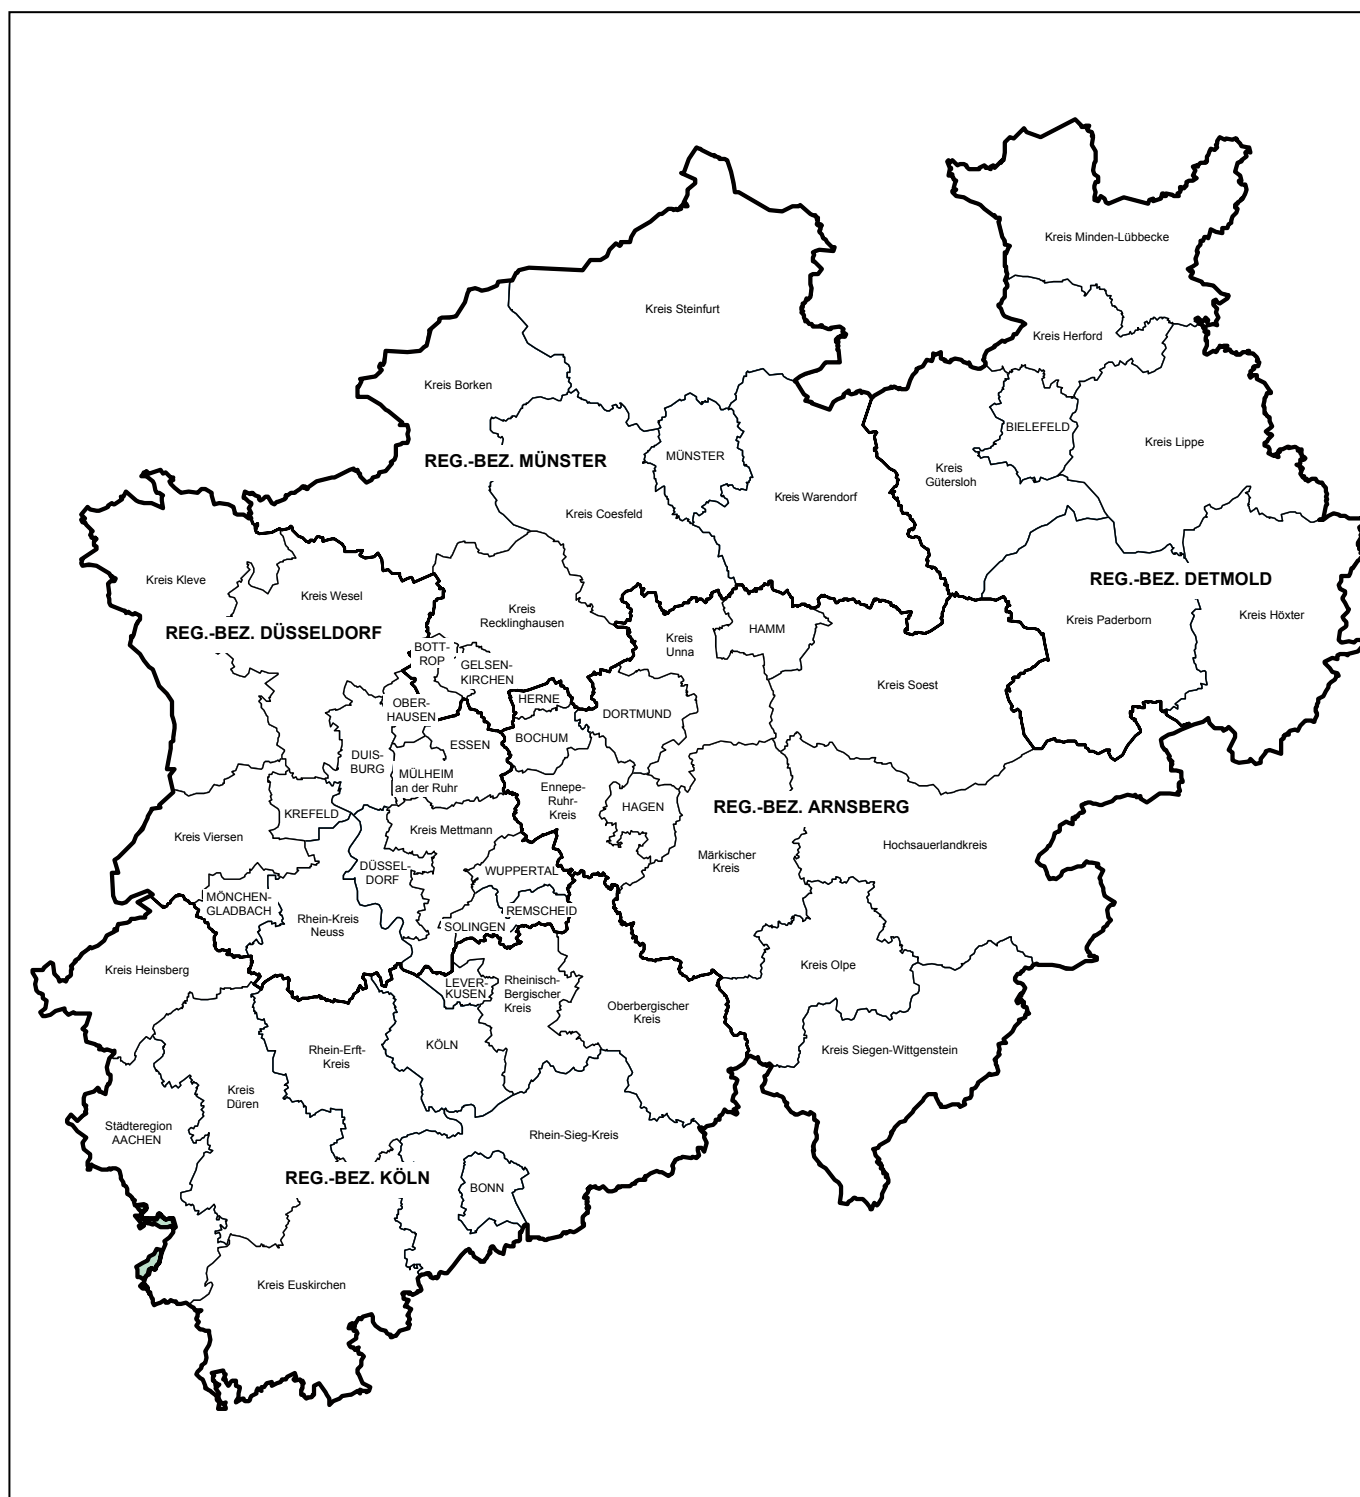 Kreis Minden-Lübbecke
Kreis Steinfurt
Kreis Herford
Kreis Borken
BIELEFELD
Kreis Lippe
MÜNSTER
REG.-BEZ. MÜNSTER
Kreis
Gütersloh
Kreis Warendorf
Kreis Coesfeld
Kreis Kleve
REG.-BEZ. DETMOLD
Kreis Wesel
Kreis
Recklinghausen
Kreis Paderborn
Kreis Höxter
REG.-BEZ. DÜSSELDORF
HAMM
Kreis
Unna
BOTT-
ROP
GELSEN-
KIRCHEN
Kreis Soest
HERNE
OBER-
HAUSEN
DORTMUND
BOCHUM
ESSEN
DUIS-
BURG
MÜLHEIM
an der Ruhr
Ennepe-
Ruhr-
Kreis
HAGEN
REG.-BEZ. ARNSBERG
KREFELD
Kreis Viersen
Kreis Mettmann
Hochsauerlandkreis
Märkischer
Kreis
DÜSSEL-
DORF
WUPPERTAL
MÖNCHEN-
GLADBACH
REMSCHEID
Rhein-Kreis
Neuss
SOLINGEN
Kreis Heinsberg
Kreis Olpe
LEVER-
KUSEN
Rheinisch-
Bergischer
Kreis
Oberbergischer
Kreis
KÖLN
Rhein-Erft-
Kreis
Kreis Siegen-Wittgenstein
Kreis
Düren
Städteregion
AACHEN
Rhein-Sieg-Kreis
REG.-BEZ. KÖLN
BONN
Kreis Euskirchen